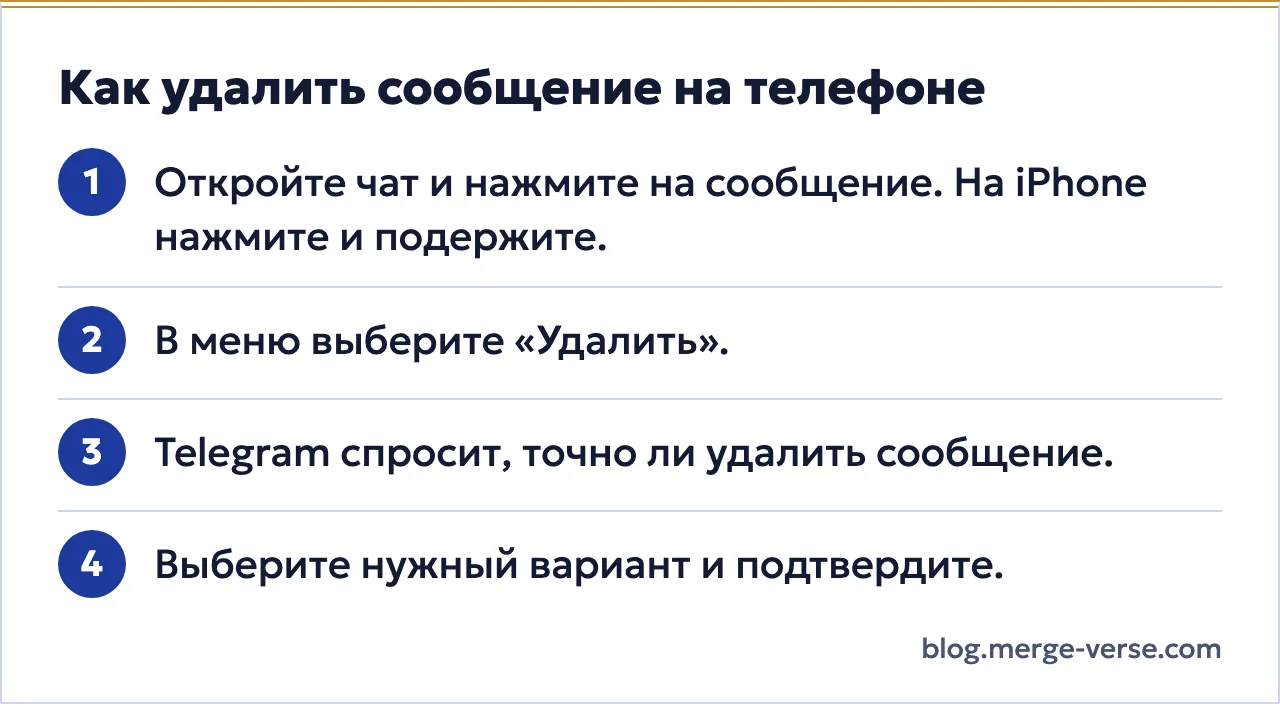 Как удалить сообщение на телефоне
1
Откройте чат и нажмите на сообщение. На iPhone
нажмите и подержите.
2
В меню выберите «Удалить».
3
Telegram спросит, точно ли удалить сообщение.
4
Выберите нужный вариант и подтвердите.
blog.merge-verse.com